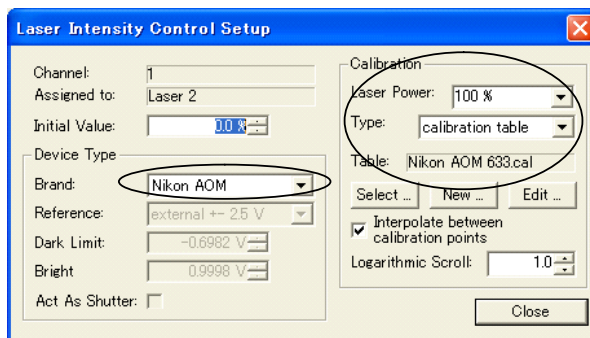 Laser Intensity Control Setup
Channel: 1
Assigned to: Laser 2
Initial Value: 0.0 %
Device Type
Brand: Nikon AOM
Reference: external +- 2.5 V
Dark Limit: -0.6982 V
Bright 0.9998 V
Act As Shutter:
Calibration
Laser Power: 100 %
Type: calibration table
Table: Nikon AOM 633.cal
Select ... New ... Edit ...
Interpolate between
calibration points
Logarithmic Scroll: 1.0
Close